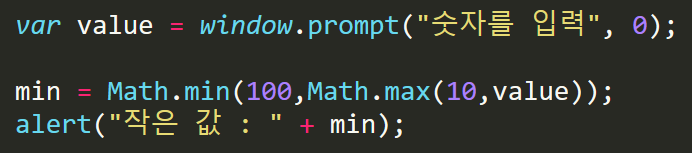 var value = window.prompt("숫자를 입력", 0);
min = Math.min(100,Math.max(10,value));
alert("작은 값 : " + min);